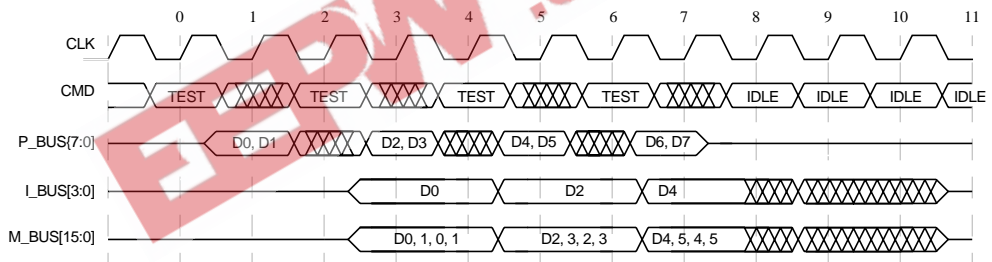 0 1 2 3 4 5 6 7 8 9 10 11
CLK
CMD TEST TEST TEST TEST IDLE IDLE IDLE IDLE
P_BUS{7:0] D0, D1 D2, D3 D4, D5 D6, D7
I_BUS[3:0] D0 D2 D4
M_BUS[15:0] D0, 1, 0, 1 D2, 3, 2, 3 D4, 5, 4, 5
EEPW